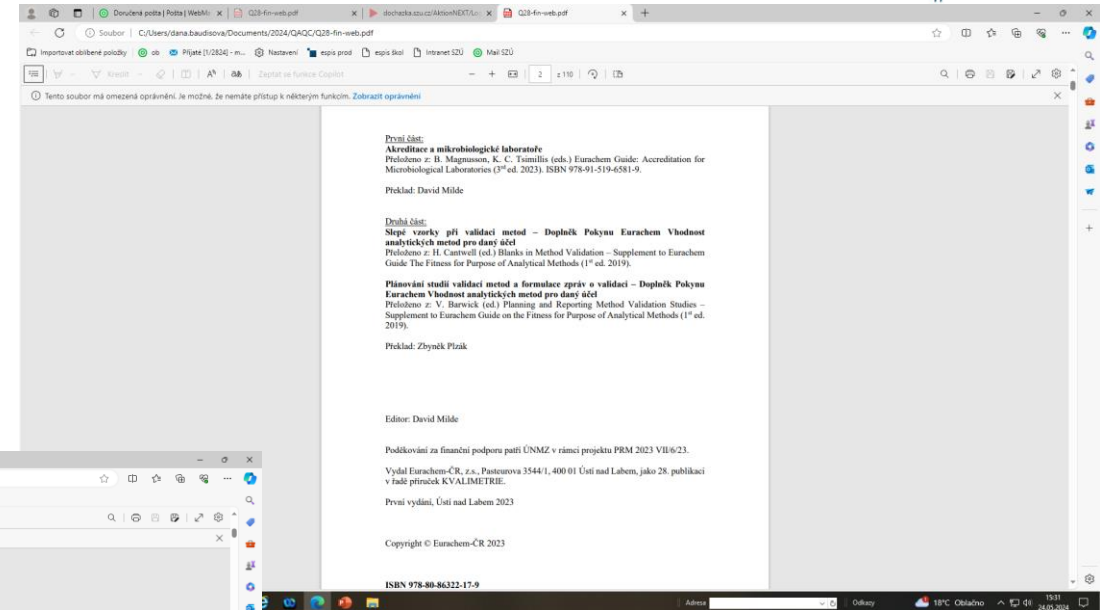 Doručená pošta | Pošta | WebMa
Q28-fin-web.pdf
dochazka.szu.cz/AktionNEXT/Lo
Q28-fin-web.pdf
Soubor | C:/Users/dana.baudisova/Documents/2024/QAQC/Q28-fin-web.pdf
Importovat oblíbené položky
ob
Přijaté [1/2824] - m...
Nastavení
espis prod
espis škol
Intranet SZÚ
Mail SZÚ
Kreslit
Zeptat se funkce Copilot
2 z 110
Tento soubor má omezená oprávnění. Je možné, že nemáte přístup k některým funkcím. Zobrazit oprávnění
První část:
Akreditace a mikrobiologické laboratoře
Přeloženo z: B. Magnusson, K. C. Tsimillis (eds.) Eurachem Guide: Accreditation for
Microbiological Laboratories (3rd ed. 2023). ISBN 978-91-519-6581-9.
Překlad: David Milde
Druhá část:
Slepé vzorky při validaci metod – Doplněk Pokynu Eurachem Vhodnost
analytických metod pro daný účel
Přeloženo z: H. Cantwell (ed.) Blanks in Method Validation – Supplement to Eurachem
Guide The Fitness for Purpose of Analytical Methods (1st ed. 2019).
Plánování studií validací metod a formulace zpráv o validaci – Doplněk Pokynu
Eurachem Vhodnost analytických metod pro daný účel
Přeloženo z: V. Barwick (ed.) Planning and Reporting Method Validation Studies –
Supplement to Eurachem Guide on the Fitness for Purpose of Analytical Methods (1st ed.
2019).
Překlad: Zbyněk Plzák
Editor: David Milde
Poděkování za finanční podporu patří ÚNMZ v rámci projektu PRM 2023 VII/6/23.
Vydal Eurachem-ČR, z.s., Pasteurova 3544/1, 400 01 Ústí nad Labem, jako 28. publikaci
v řadě příruček KVALIMETRIE.
První vydání, Ústí nad Labem 2023
Copyright © Eurachem-ČR 2023
ISBN 978-80-86322-17-9
Adresa
Odkazy
18°C Oblačno
15:31
24.05.2024